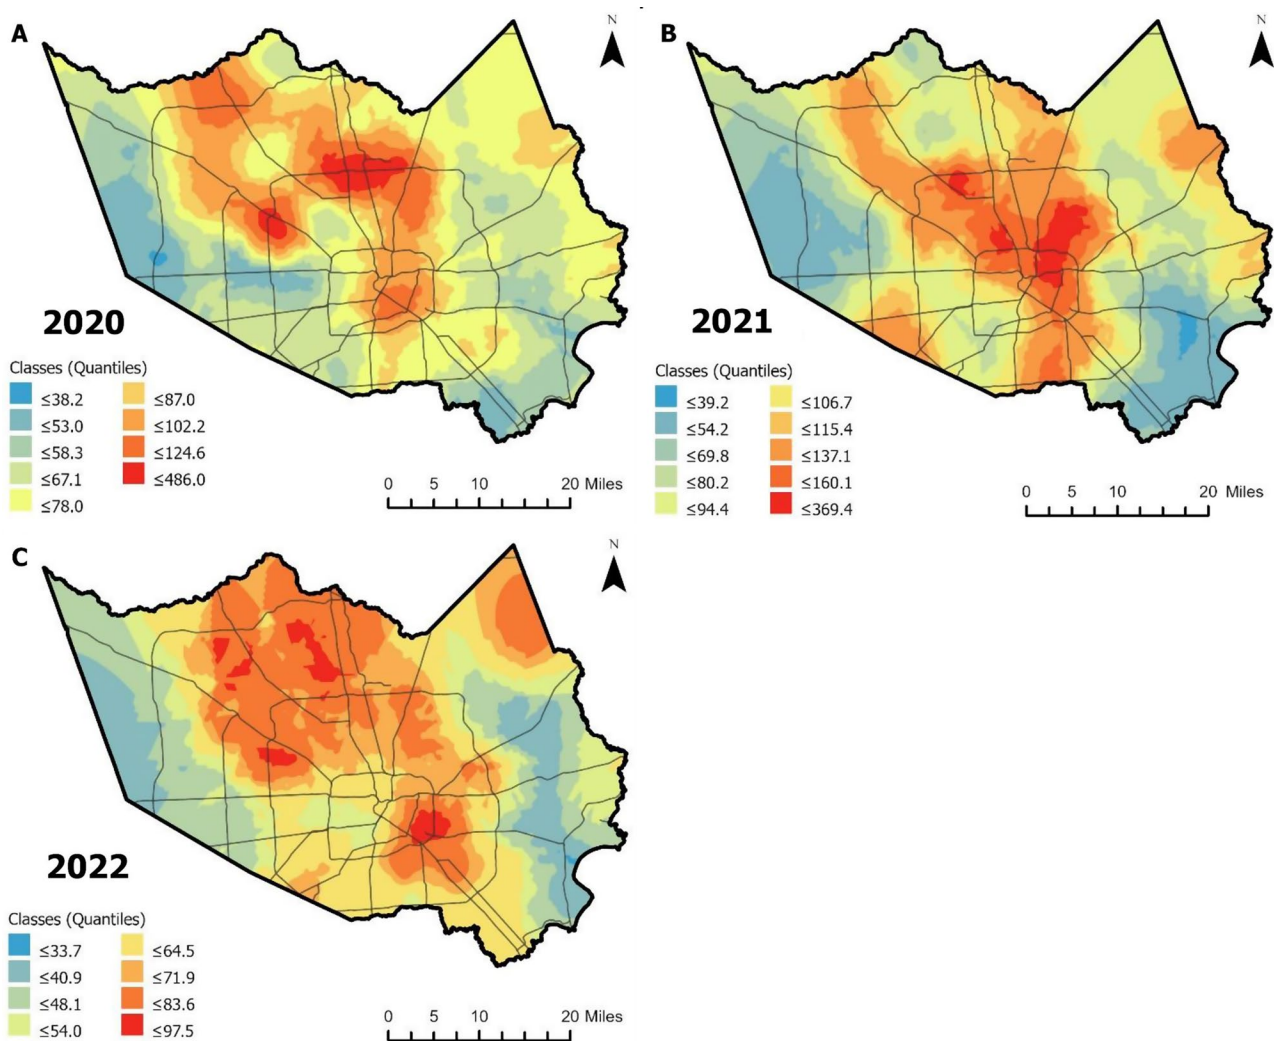 A
N
2020
Classes (Quantiles)
≤38.2
≤53.0
≤58.3
≤67.1
≤78.0
≤87.0
≤102.2
≤124.6
≤486.0
0 5 10 20 Miles
B
N
2021
Classes (Quantiles)
≤39.2
≤54.2
≤69.8
≤80.2
≤94.4
≤106.7
≤115.4
≤137.1
≤160.1
≤369.4
0 5 10 20 Miles
C
N
2022
Classes (Quantiles)
≤33.7
≤40.9
≤48.1
≤54.0
≤64.5
≤71.9
≤83.6
≤97.5
0 5 10 20 Miles